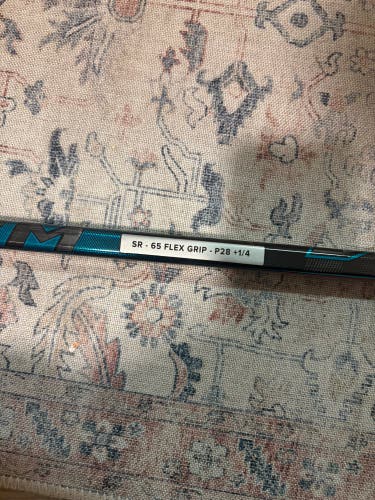 M
SR - 65 FLEX GRIP - P28 +1/4